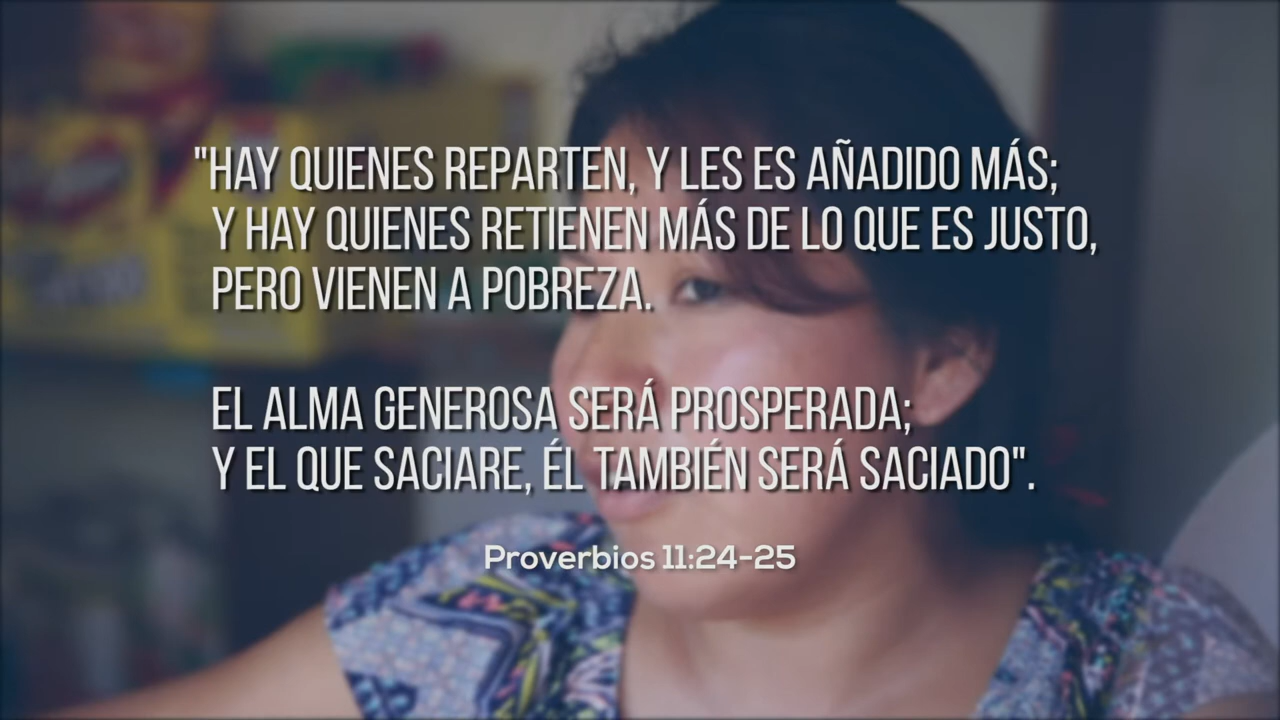 "HAY QUIENES REPARTEN, Y LES ES AÑADIDO MÁS;
Y HAY QUIENES RETIENEN MÁS DE LO QUE ES JUSTO,
PERO VIENEN A POBREZA.
EL ALMA GENEROSA SERÁ PROSPERADA;
Y EL QUE SACIARE, ÉL TAMBIÉN SERÁ SACIADO".
Proverbios 11:24-25